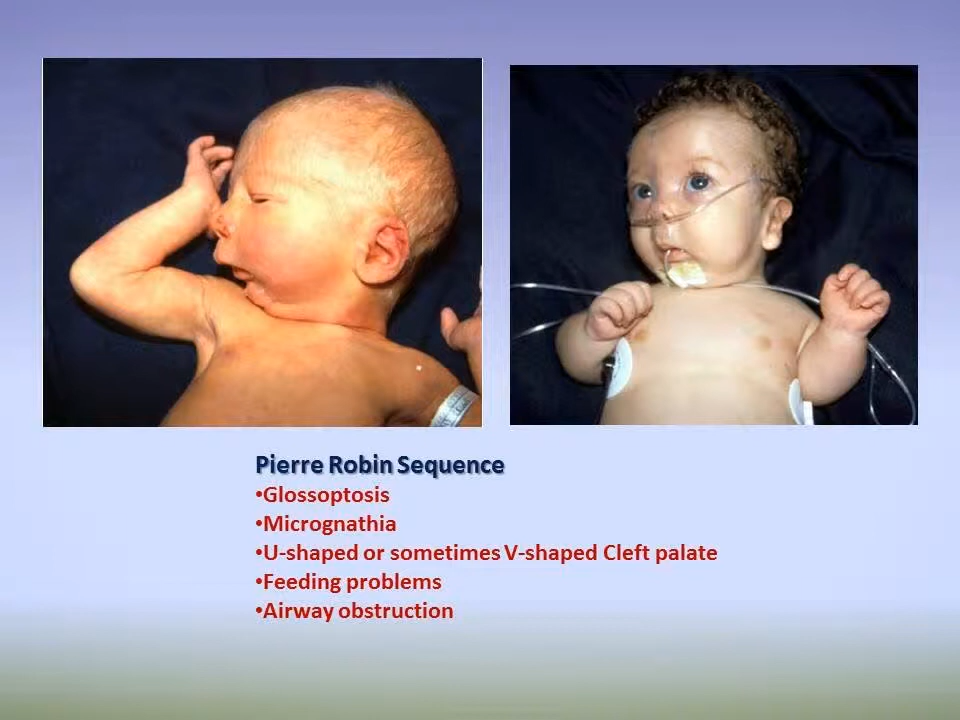 Pierre Robin Sequence
•Glossoptosis
•Micrognathia
•U-shaped or sometimes V-shaped Cleft palate
•Feeding problems
•Airway obstruction